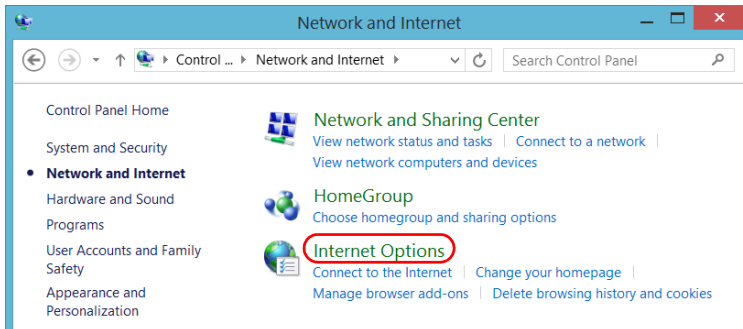 Network and Internet
Control ... Network and Internet
Search Control Panel
Control Panel Home
System and Security
Network and Internet
Hardware and Sound
Programs
User Accounts and Family
Safety
Appearance and
Personalization
Network and Sharing Center
View network status and tasks
Connect to a network
View network computers and devices
HomeGroup
Choose homegroup and sharing options
Internet Options
Connect to the Internet
Change your homepage
Manage browser add-ons
Delete browsing history and cookies